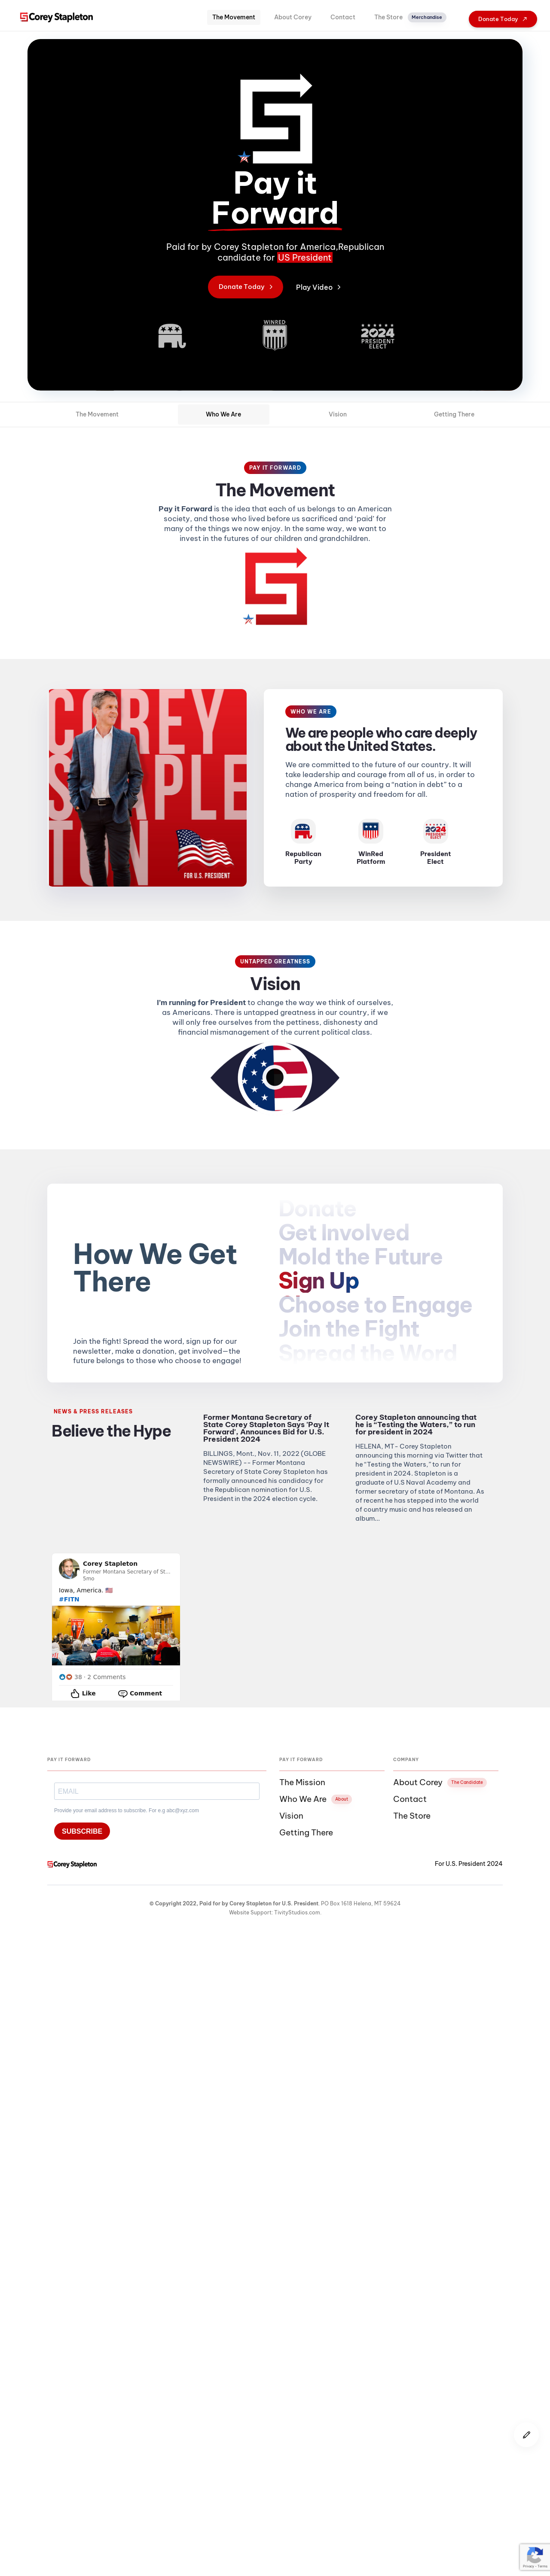 Corey Stapleton
The Movement
About Corey
Contact
The Store
Merchandise
Donate Today
Pay it
Forward
Paid for by Corey Stapleton for America,Republican
candidate for US President
Donate Today
Play Video
WINRED
2024
PRESIDENT
ELECT
The Movement
Who We Are
Vision
Getting There
PAY IT FORWARD
The Movement
Pay it Forward is the idea that each of us belongs to an American
society, and those who lived before us sacrificed and ‘paid’ for
many of the things we now enjoy. In the same way, we want to
invest in the futures of our children and grandchildren.
COREY
STAPLE
TON
FOR U.S. PRESIDENT
WHO WE ARE
We are people who care deeply
about the United States.
We are committed to the future of our country. It will
take leadership and courage from all of us, in order to
change America from being a “nation in debt” to a
nation of prosperity and freedom for all.
Republican
Party
WinRed
Platform
2024
PRESIDENT
ELECT
President
Elect
UNTAPPED GREATNESS
Vision
I’m running for President to change the way we think of ourselves,
as Americans. There is untapped greatness in our country, if we
will only free ourselves from the pettiness, dishonesty and
financial mismanagement of the current political class.
How We Get
There
Join the fight! Spread the word, sign up for our
newsletter, make a donation, get involved—the
future belongs to those who choose to engage!
Donate
Get Involved
Mold the Future
Sign Up
Choose to Engage
Join the Fight
Spread the Word
NEWS & PRESS RELEASES
Believe the Hype
Former Montana Secretary of
State Corey Stapleton Says ‘Pay It
Forward’, Announces Bid for U.S.
President 2024
BILLINGS, Mont., Nov. 11, 2022 (GLOBE
NEWSWIRE) -- Former Montana
Secretary of State Corey Stapleton has
formally announced his candidacy for
the Republican nomination for U.S.
President in the 2024 election cycle.
Corey Stapleton announcing that
he is “Testing the Waters,” to run
for president in 2024
HELENA, MT– Corey Stapleton
announcing this morning via Twitter that
he “Testing the Waters,” to run for
president in 2024. Stapleton is a
graduate of U.S Naval Academy and
former secretary of state of Montana. As
of recent he has stepped into the world
of country music and has released an
album...
Corey Stapleton
Former Montana Secretary of St...
5mo
Iowa, America. 🇺🇸
#FITN
38 · 2 Comments
Like
Comment
PAY IT FORWARD
EMAIL
Provide your email address to subscribe. For e.g abc@xyz.com
SUBSCRIBE
PAY IT FORWARD
The Mission
Who We Are
About
Vision
Getting There
COMPANY
About Corey
The Candidate
Contact
The Store
Corey Stapleton
For U.S. President 2024
© Copyright 2022, Paid for by Corey Stapleton for U.S. President. PO Box 1618 Helena, MT 59624
Website Support: TivityStudios.com.
Privacy - Terms